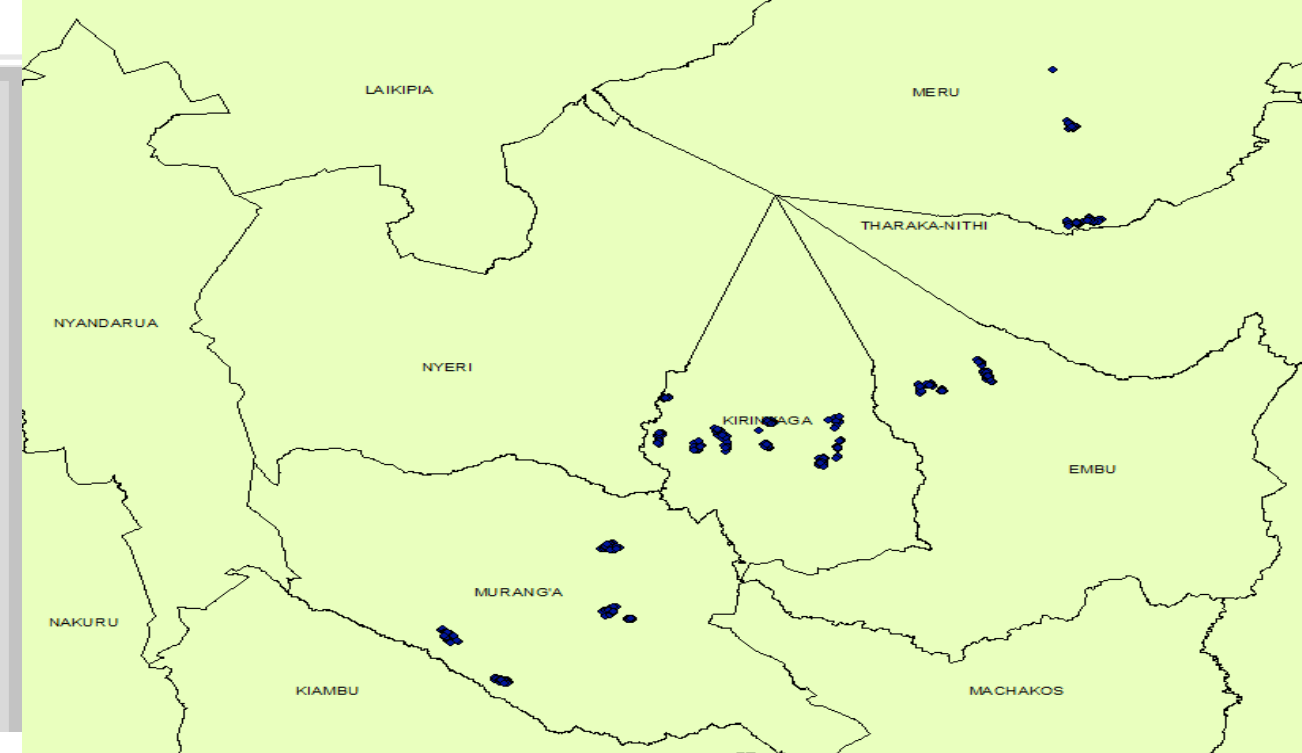 LAIKIPIA
MERU
THARAKA-NITHI
NYANDARUA
NYERI
KIRINYAGA
EMBU
MURANG'A
NAKURU
KIAMBU
MACHAKOS